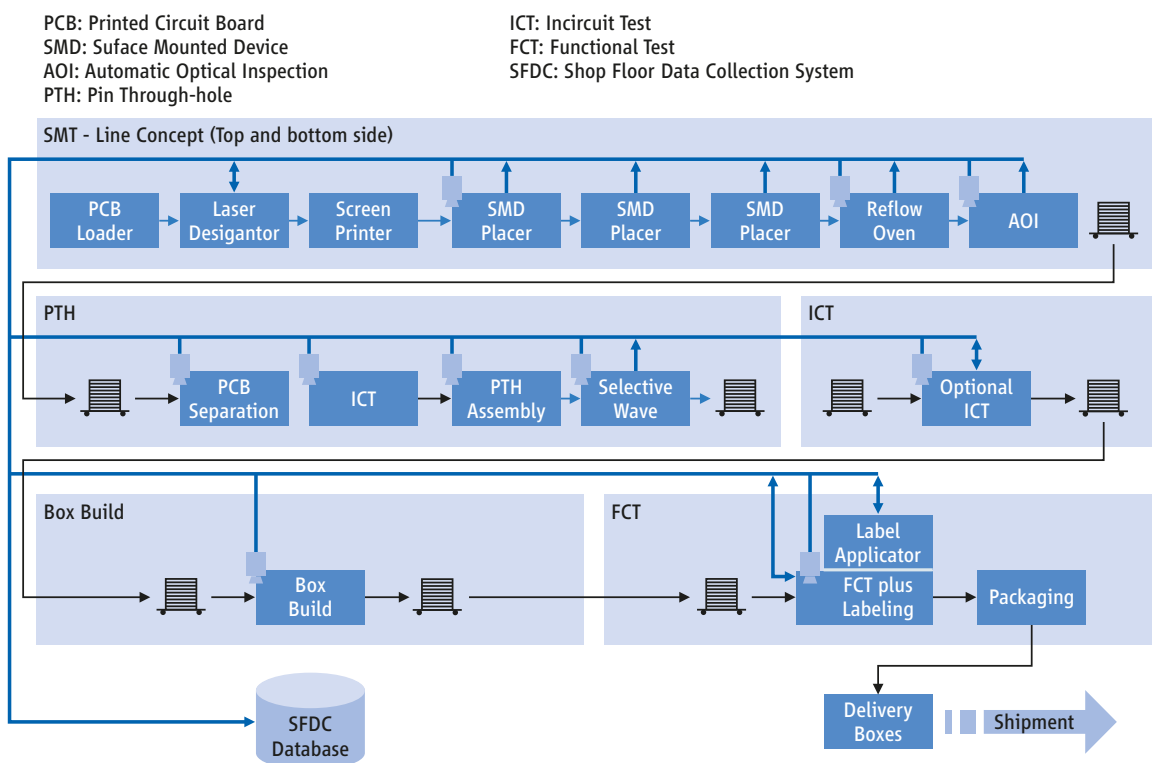 PCB: Printed Circuit Board
SMD: Suface Mounted Device
AOI: Automatic Optical Inspection
PTH: Pin Through-hole
ICT: Incircuit Test
FCT: Functional Test
SFDC: Shop Floor Data Collection System
SMT - Line Concept (Top and bottom side)
PCB
Loader
Laser
Desigantor
Screen
Printer
SMD
Placer
SMD
Placer
SMD
Placer
Reflow
Oven
AOI
PTH
PCB
Separation
ICT
PTH
Assembly
Selective
Wave
ICT
Optional
ICT
Box Build
Box
Build
FCT
Label
Applicator
FCT plus
Labeling
Packaging
SFDC
Database
Delivery
Boxes
Shipment